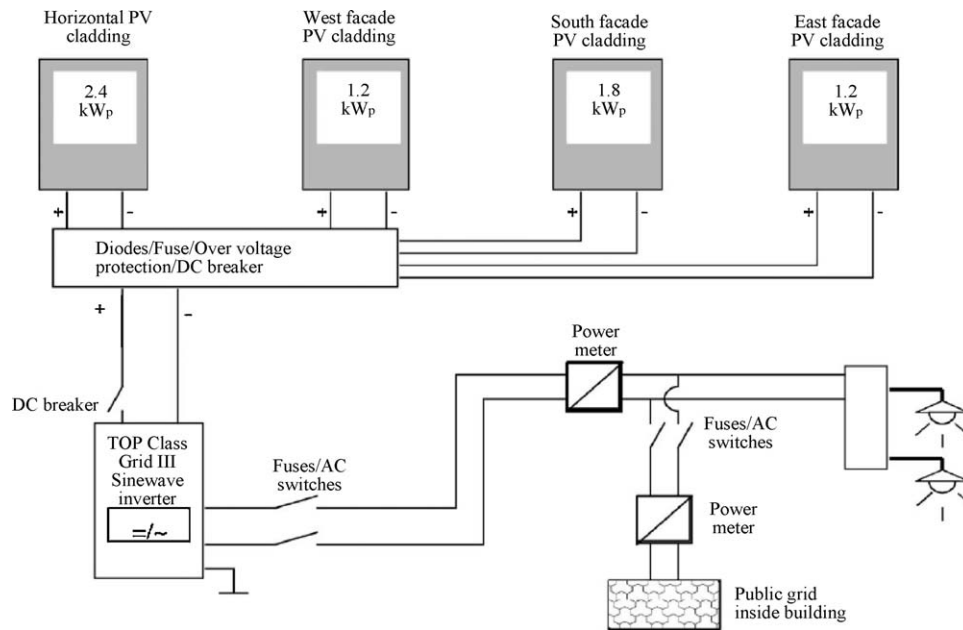 Horizontal PV
cladding
West facade
PV cladding
South facade
PV cladding
East facade
PV cladding
2.4
kWp
1.2
kWp
1.8
kWp
1.2
kWp
+ -
+ -
+ -
+ -
Diodes/Fuse/Over voltage
protection/DC breaker
+ -
Power
meter
DC breaker
Fuses/AC
switches
TOP Class
Grid III
Sinewave
inverter
=/~
Fuses/AC
switches
Power
meter
Public grid
inside building